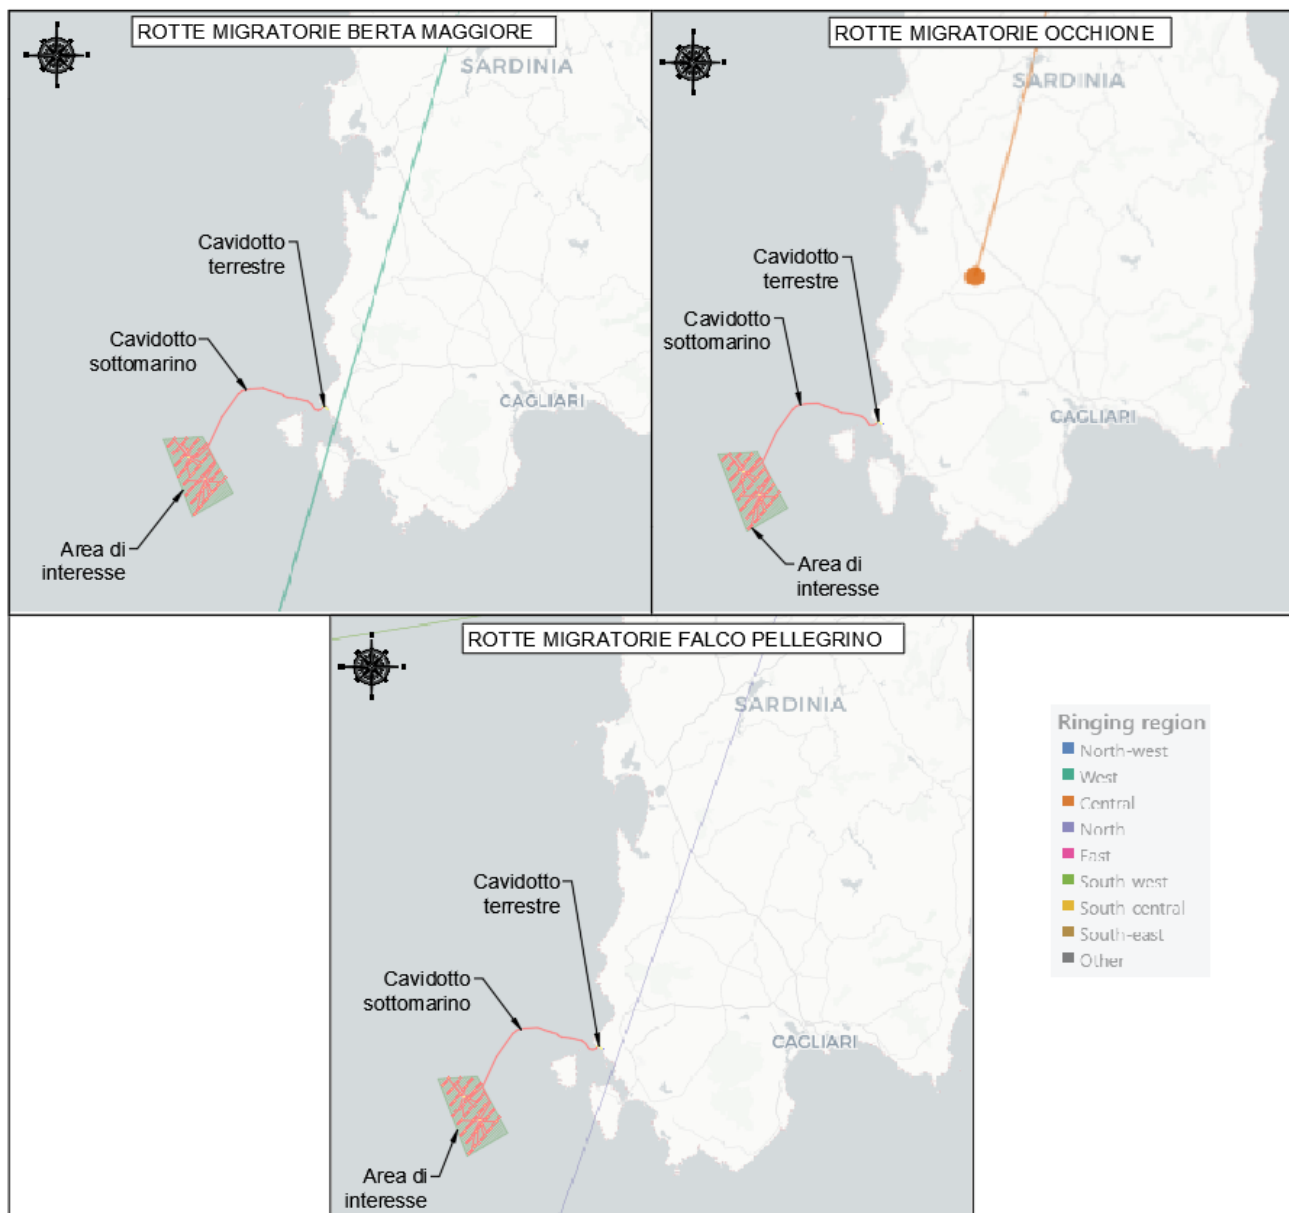 ROTTE MIGRATORIE BERTA MAGGIORE
SARDINIA
Cavidotto
terrestre
Cavidotto
sottomarino
CAGLIARI
Area di
interesse
ROTTE MIGRATORIE OCCHIONE
SARDINIA
Cavidotto
terrestre
Cavidotto
sottomarino
CAGLIARI
Area di
interesse
ROTTE MIGRATORIE FALCO PELLEGRINO
SARDINIA
Cavidotto
terrestre
Cavidotto
sottomarino
CAGLIARI
Area di
interesse
Ringing region
North-west
West
Central
North
East
South-west
South-central
South-east
Other